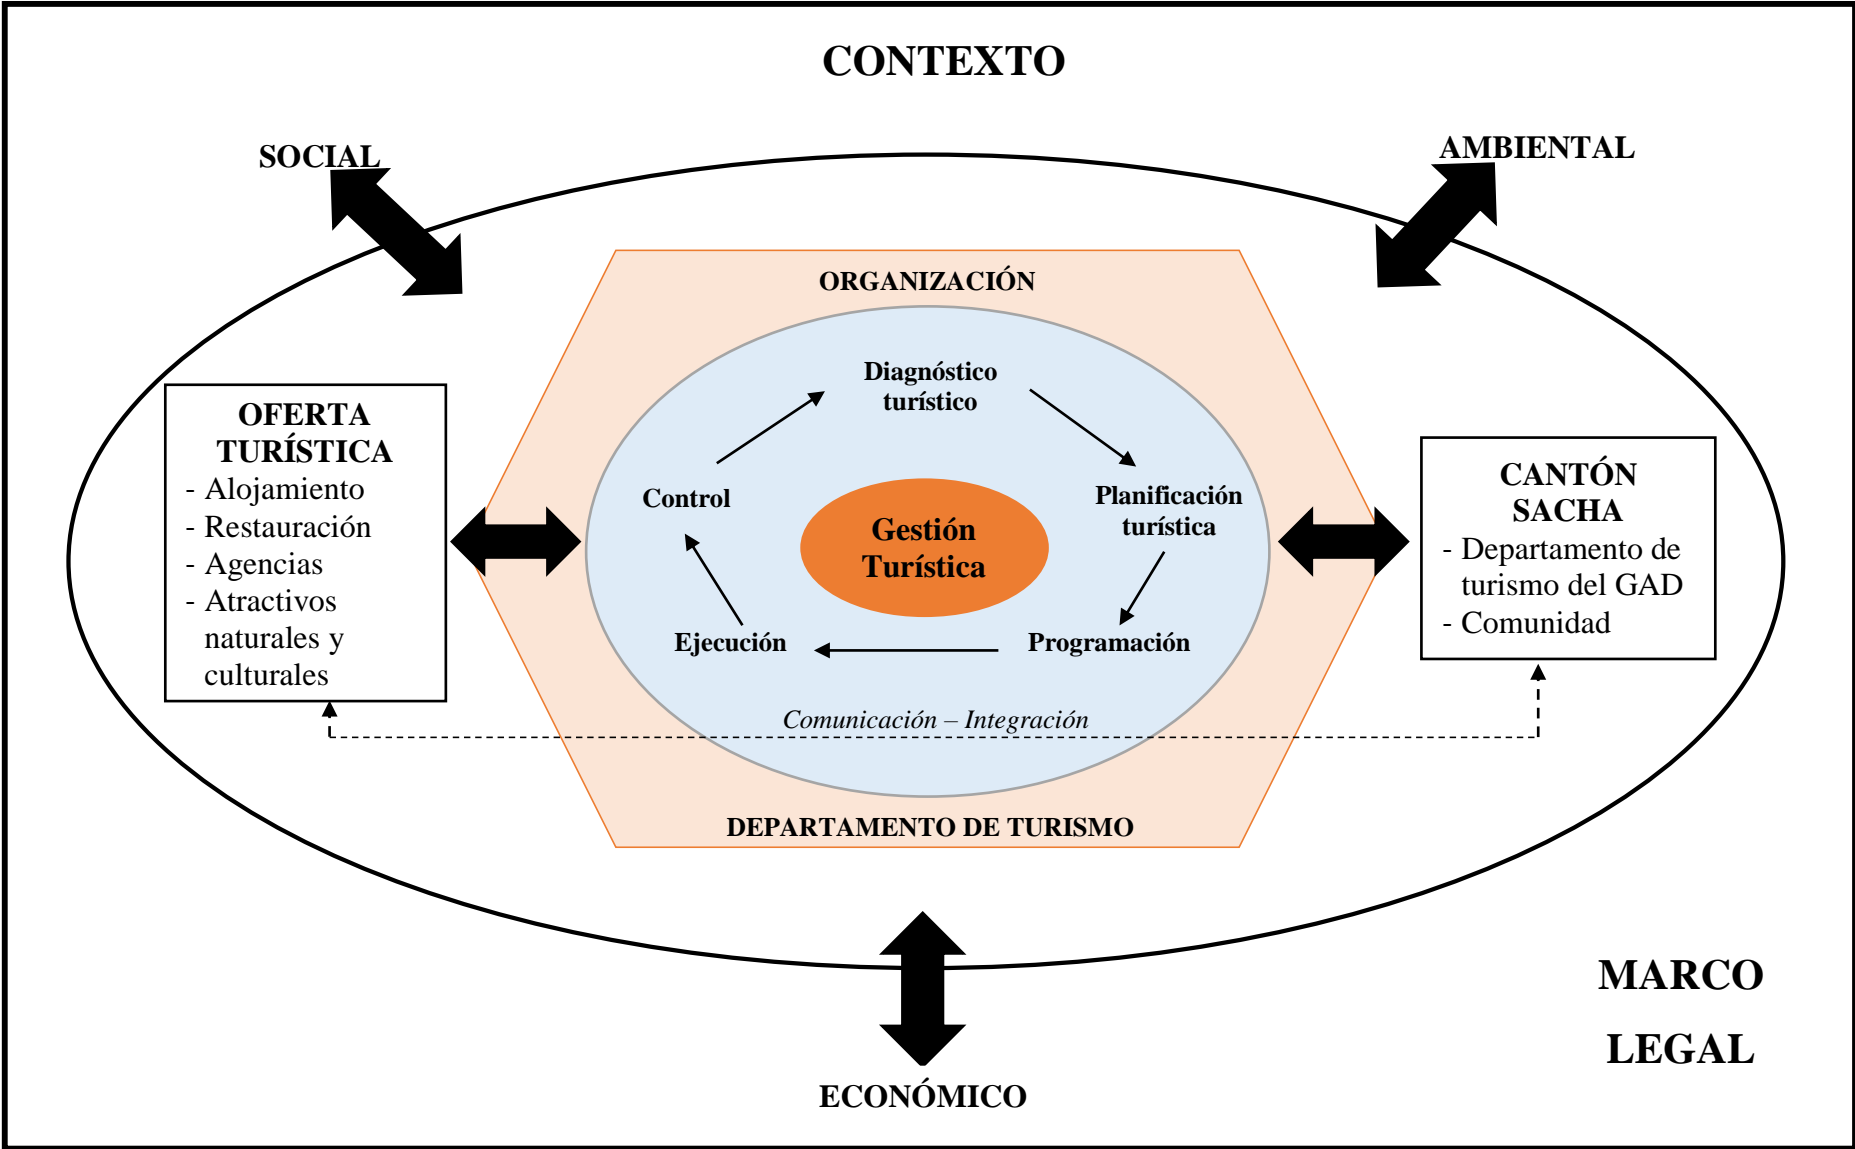 CONTEXTO
SOCIAL
AMBIENTAL
ORGANIZACIÓN
OFERTA
TURÍSTICA
- Alojamiento
- Restauración
- Agencias
- Atractivos
naturales y
culturales
Diagnóstico
turístico
Control
Planificación
turística
Gestión
Turística
Ejecución
Programación
Comunicación – Integración
CANTÓN
SACHA
- Departamento de
turismo del GAD
- Comunidad
DEPARTAMENTO DE TURISMO
MARCO
LEGAL
ECONÓMICO